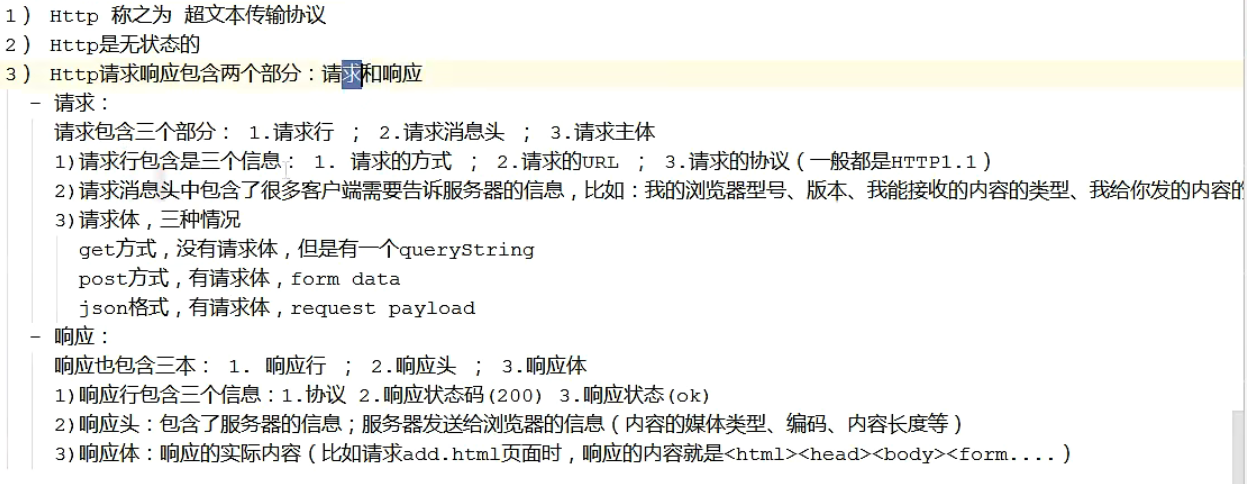 1) Http 称之为 超文本传输协议
2) Http是无状态的
3) Http请求响应包含两个部分：请求和响应
- 请求：
请求包含三个部分： 1.请求行 ； 2.请求消息头 ； 3.请求主体
1)请求行包含是三个信息： 1. 请求的方式 ； 2.请求的URL ； 3.请求的协议（一般都是HTTP1.1）
2)请求消息头中包含了很多客户端需要告诉服务器的信息，比如：我的浏览器型号、版本、我能接收的内容的类型、我给你发的内容的
3)请求体，三种情况
get方式，没有请求体，但是有一个queryString
post方式，有请求体，form data
json格式，有请求体，request payload
- 响应：
响应也包含三本： 1. 响应行 ； 2.响应头 ； 3.响应体
1)响应行包含三个信息：1.协议 2.响应状态码(200) 3.响应状态(ok)
2)响应头：包含了服务器的信息；服务器发送给浏览器的信息（内容的媒体类型、编码、内容长度等）
3)响应体：响应的实际内容（比如请求add.html页面时，响应的内容就是<html><head><body><form....）